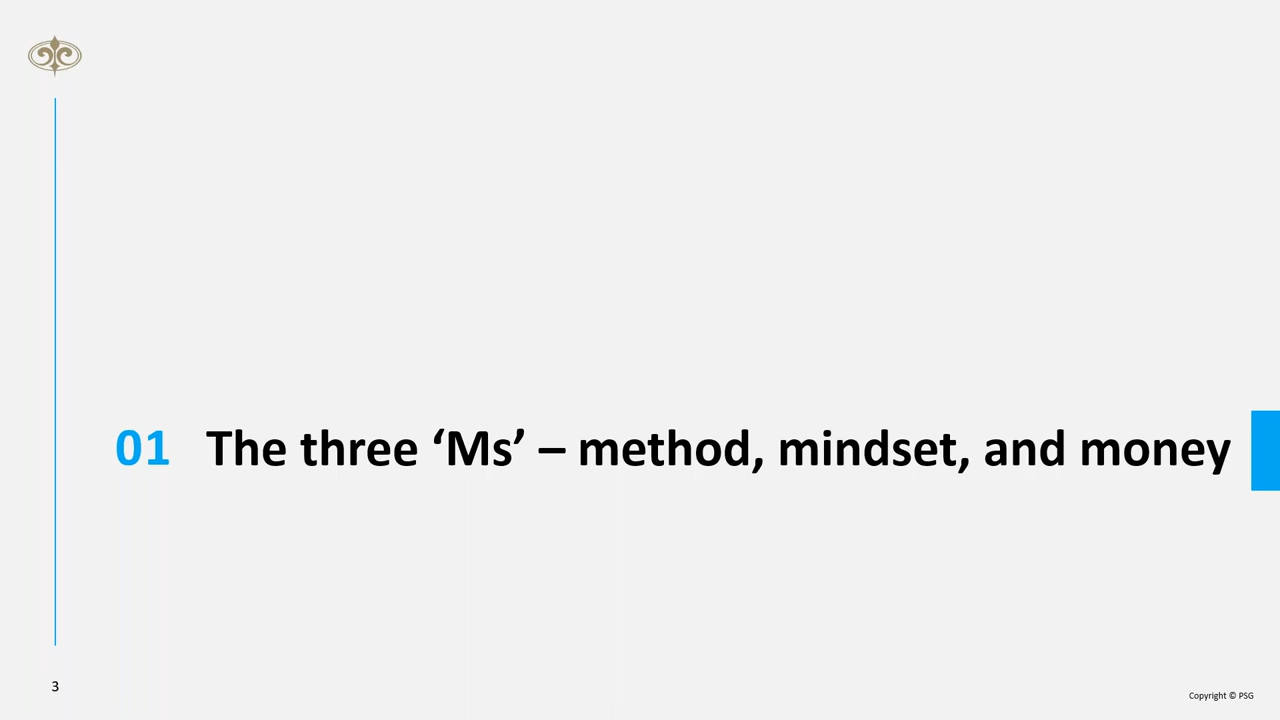 01 The three ‘Ms’ – method, mindset, and money
3
Copyright © PSG